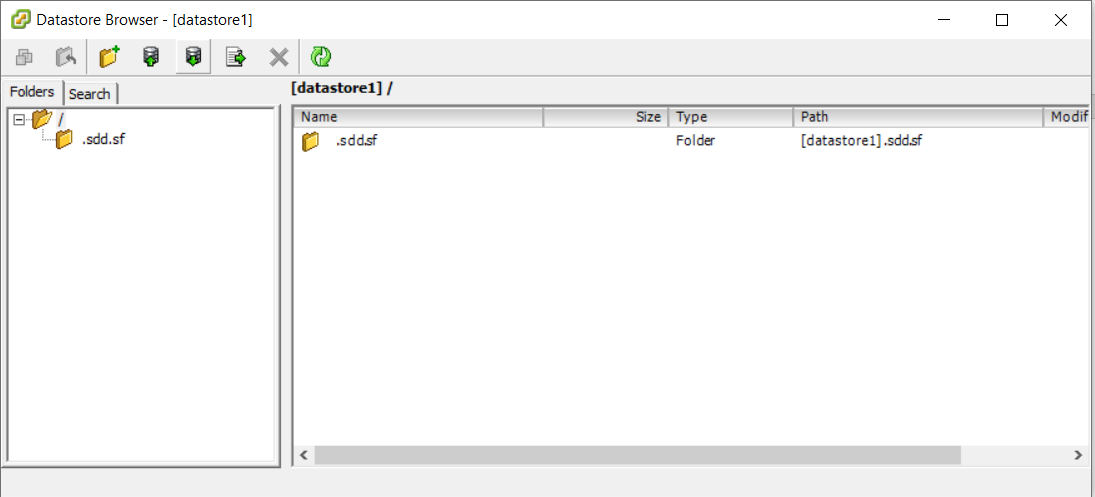 Datastore Browser - [datastore1]
Folders Search
[datastore1] /
/
.sdd.sf
Name Size Type Path Modif
.sdd.sf Folder [datastore1] .sdd.sf